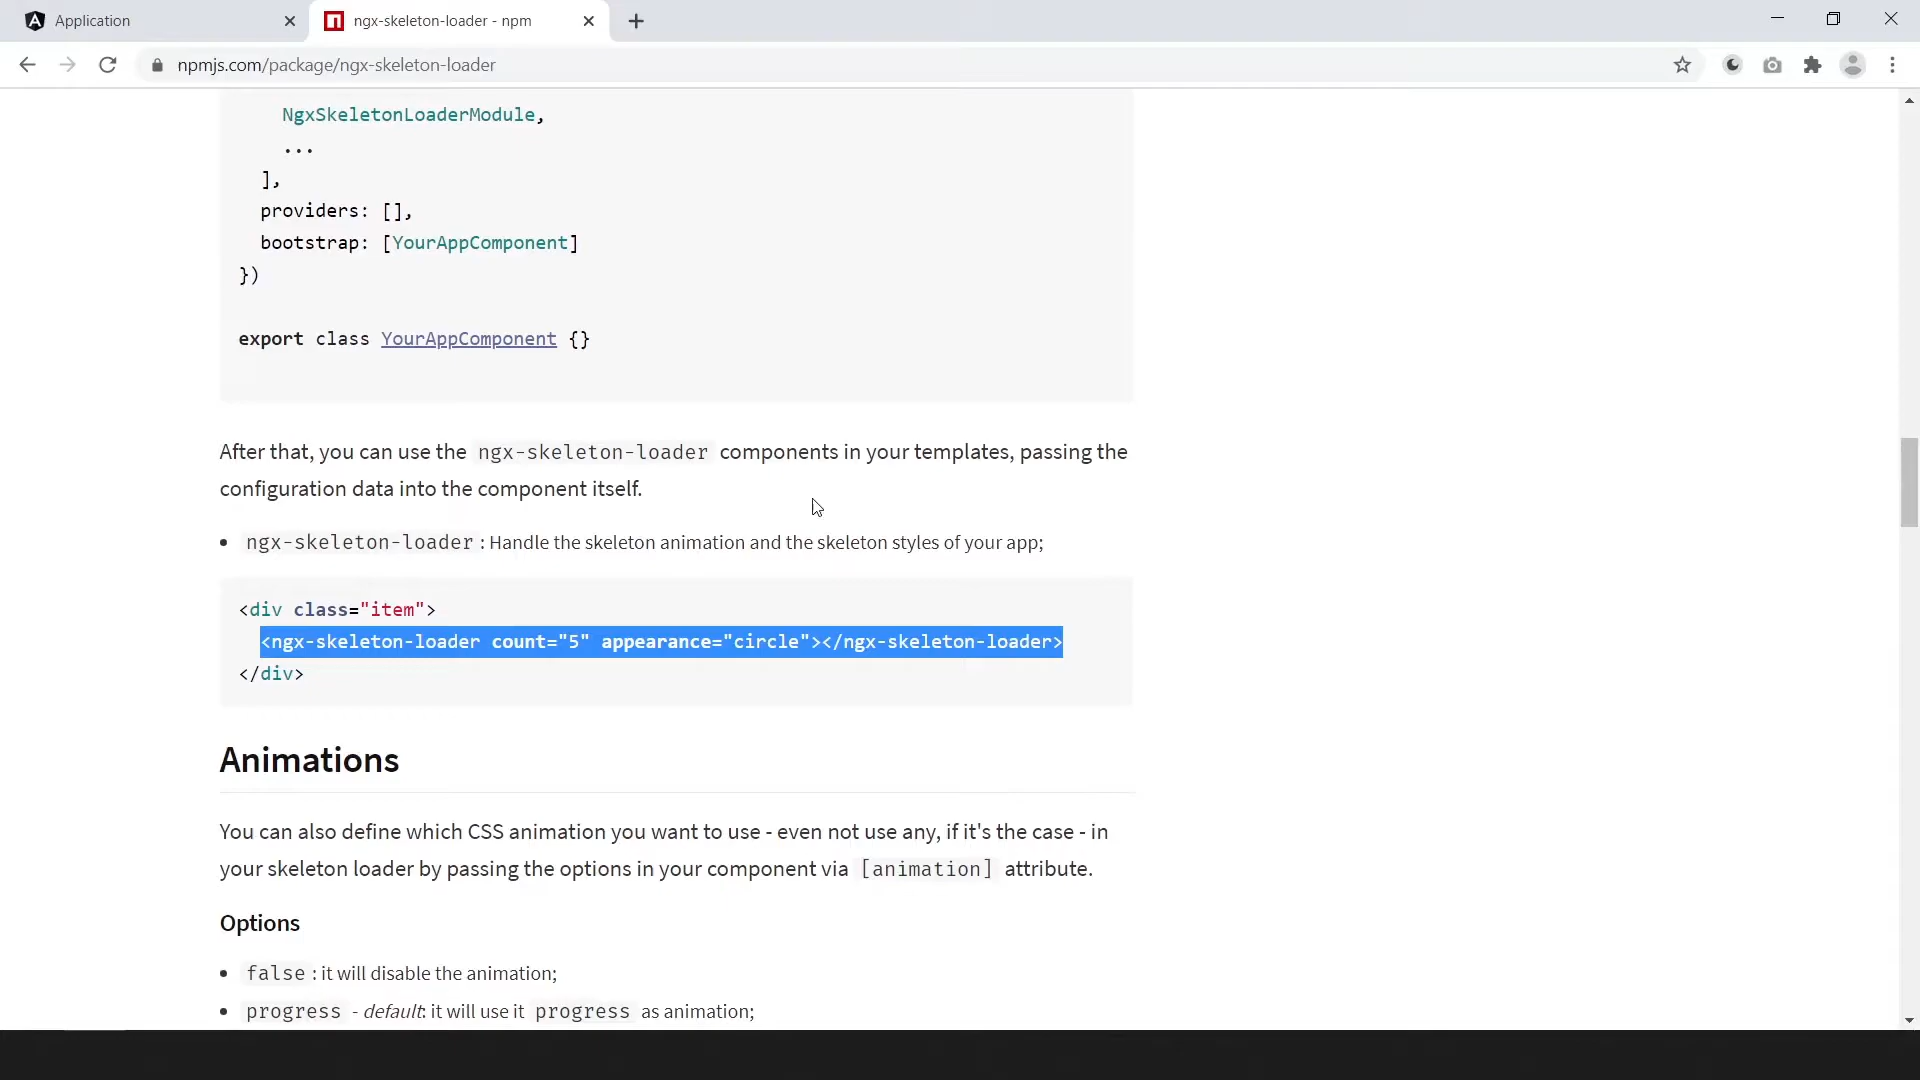 Application
ngx-skeleton-loader - npm
npmjs.com/package/ngx-skeleton-loader
NgxSkeletonLoaderModule,
...
],
providers: [],
bootstrap: [YourAppComponent]
})
export class YourAppComponent {}
After that, you can use the ngx-skeleton-loader components in your templates, passing the
configuration data into the component itself.
ngx-skeleton-loader : Handle the skeleton animation and the skeleton styles of your app;
<div class="item">
<ngx-skeleton-loader count="5" appearance="circle"></ngx-skeleton-loader>
</div>
Animations
You can also define which CSS animation you want to use - even not use any, if it's the case - in
your skeleton loader by passing the options in your component via [animation] attribute.
Options
false : it will disable the animation;
progress - default: it will use it progress as animation;